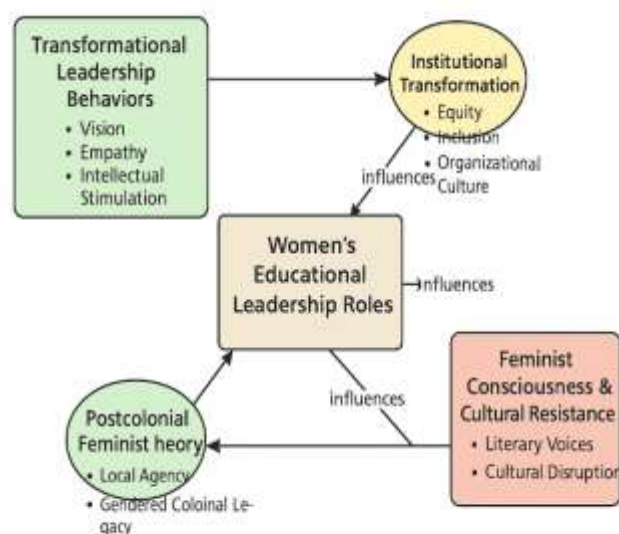 Transformational
Leadership
Behaviors
• Vision
• Empathy
• Intellectual
Stimulation
Institutional
Transformation
• Equity
• Inclusion
• Organizational
Culture
influences
Women's
Educational
Leadership Roles
influences
influences
Feminist
Consciousness &
Cultural Resistance
• Literary Voices
• Cultural Disruption
Postcolonial
Feminist heory
• Local Agency
• Gendered Coloinal Le-
gacy